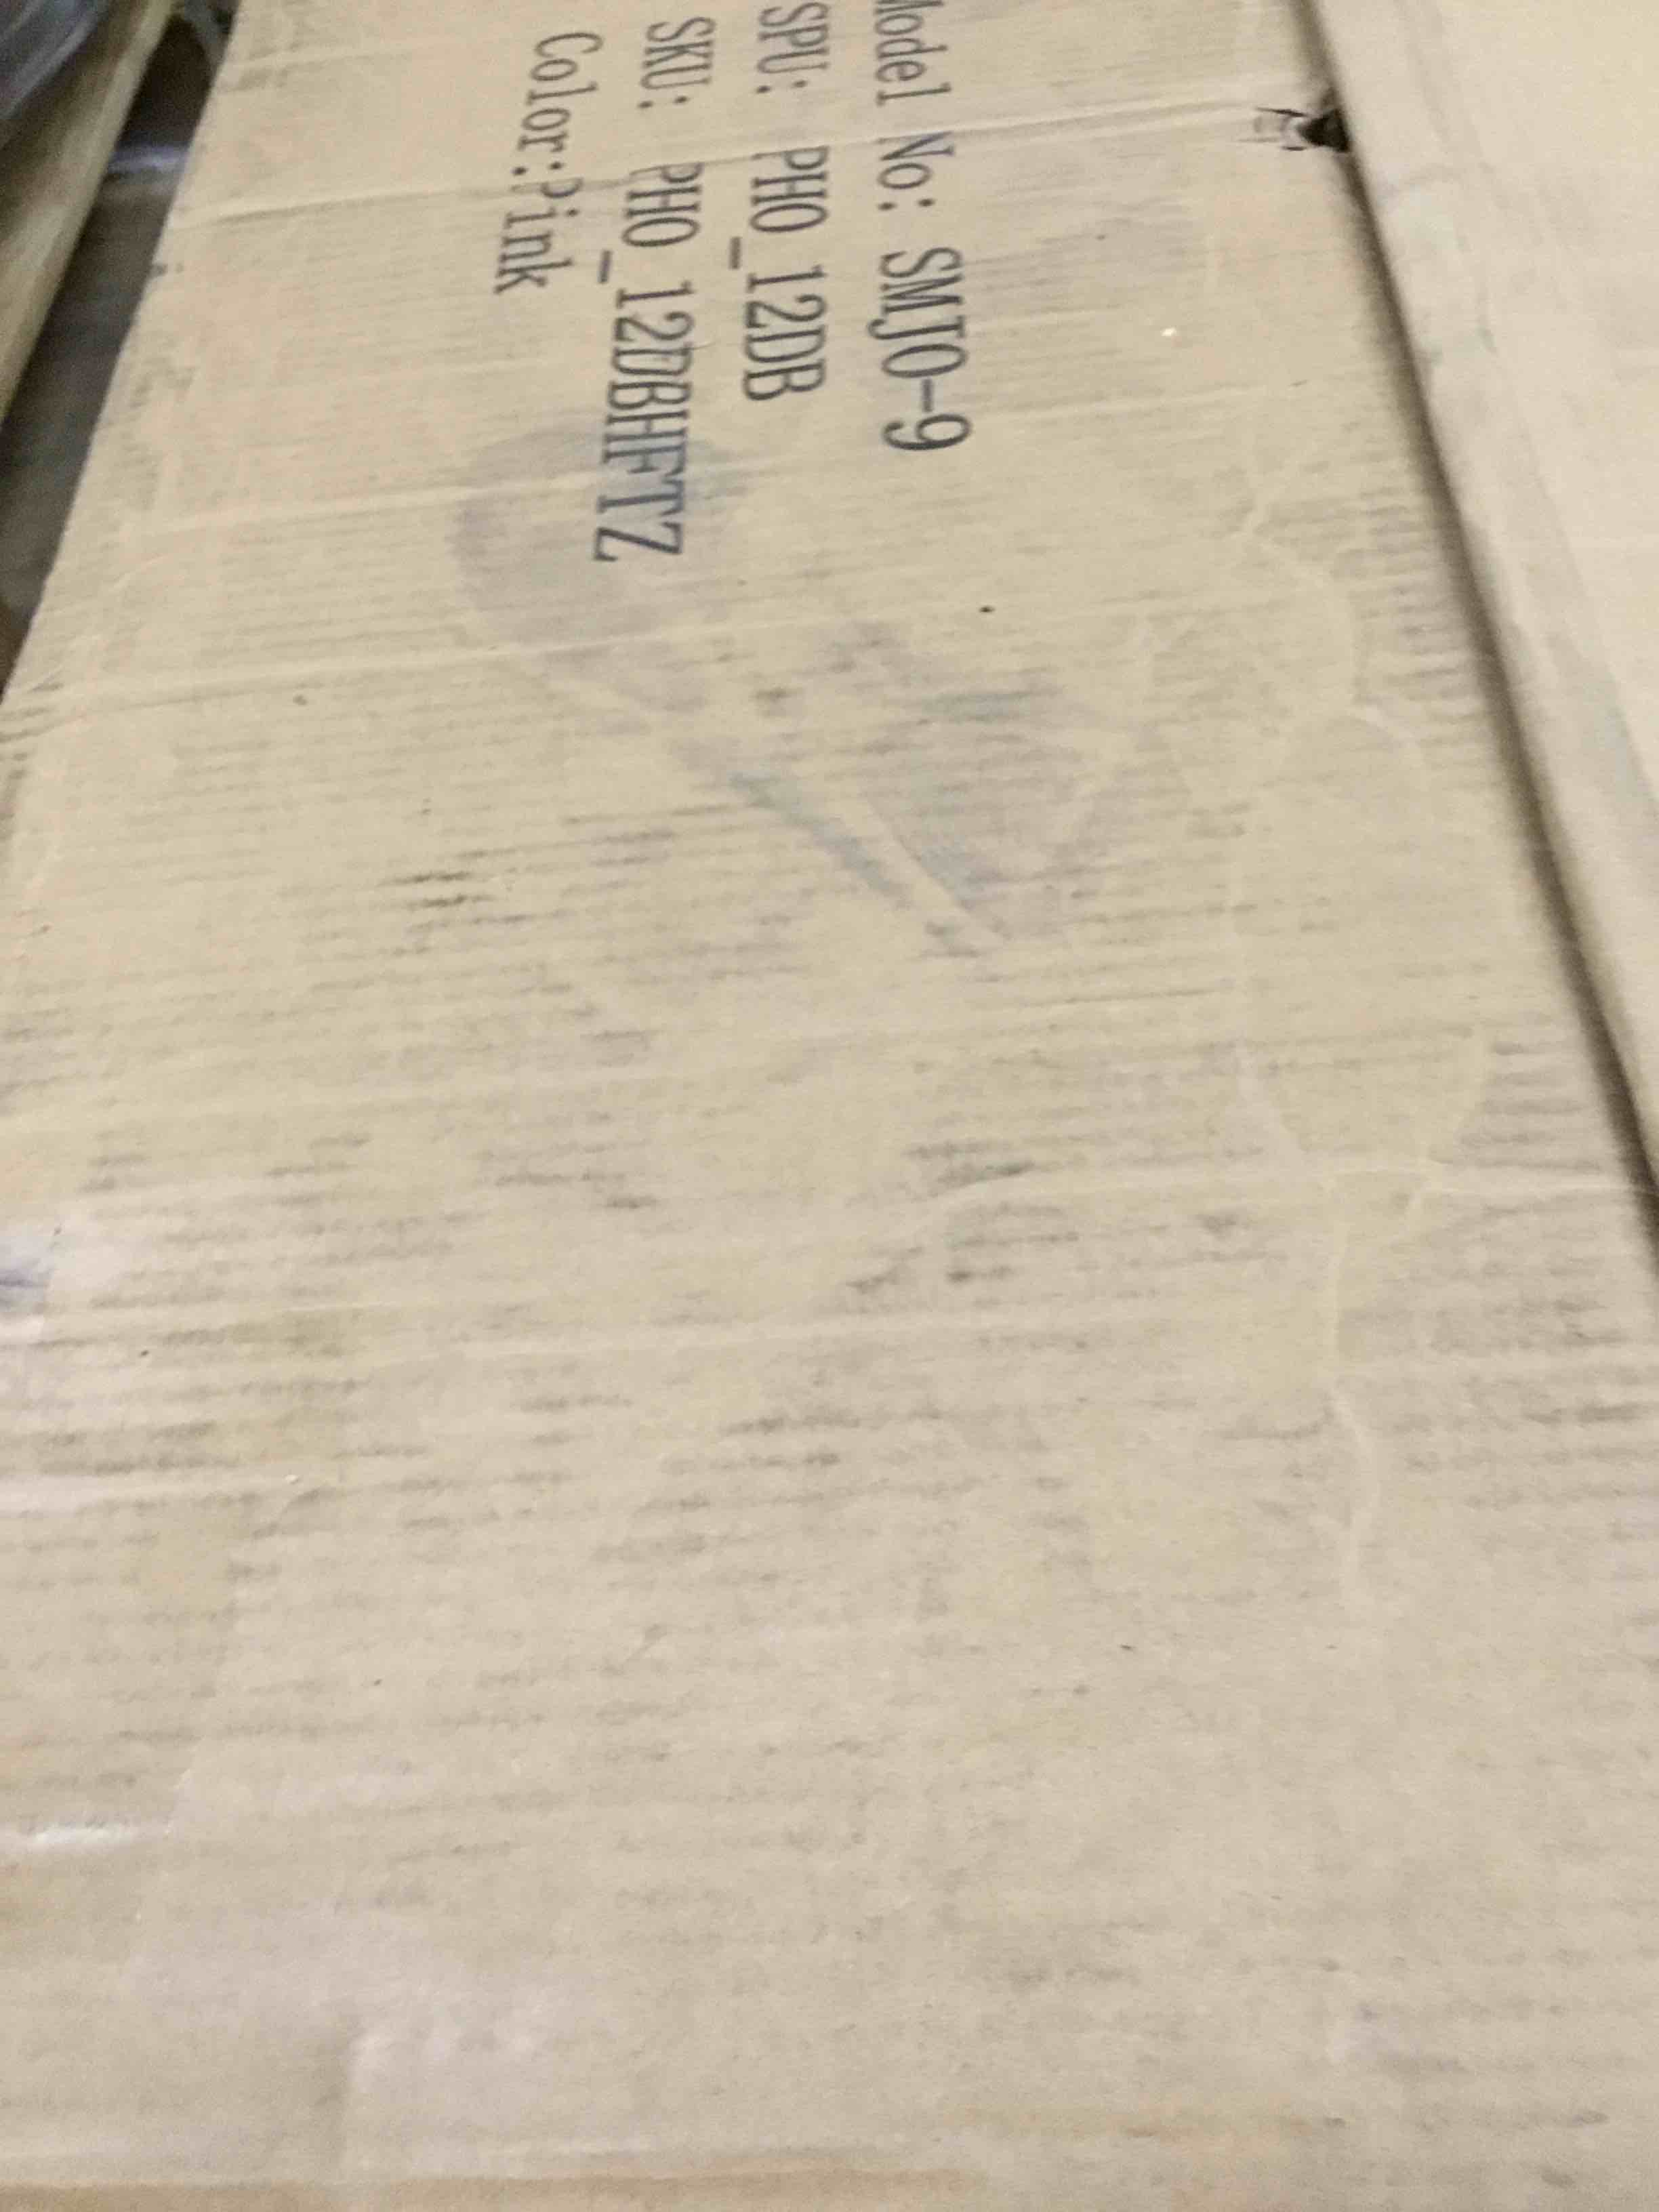 Model No: SMJO-9
SPU: PHO_12DB
SKU: PHO_12DBHFTZ
Color:Pink